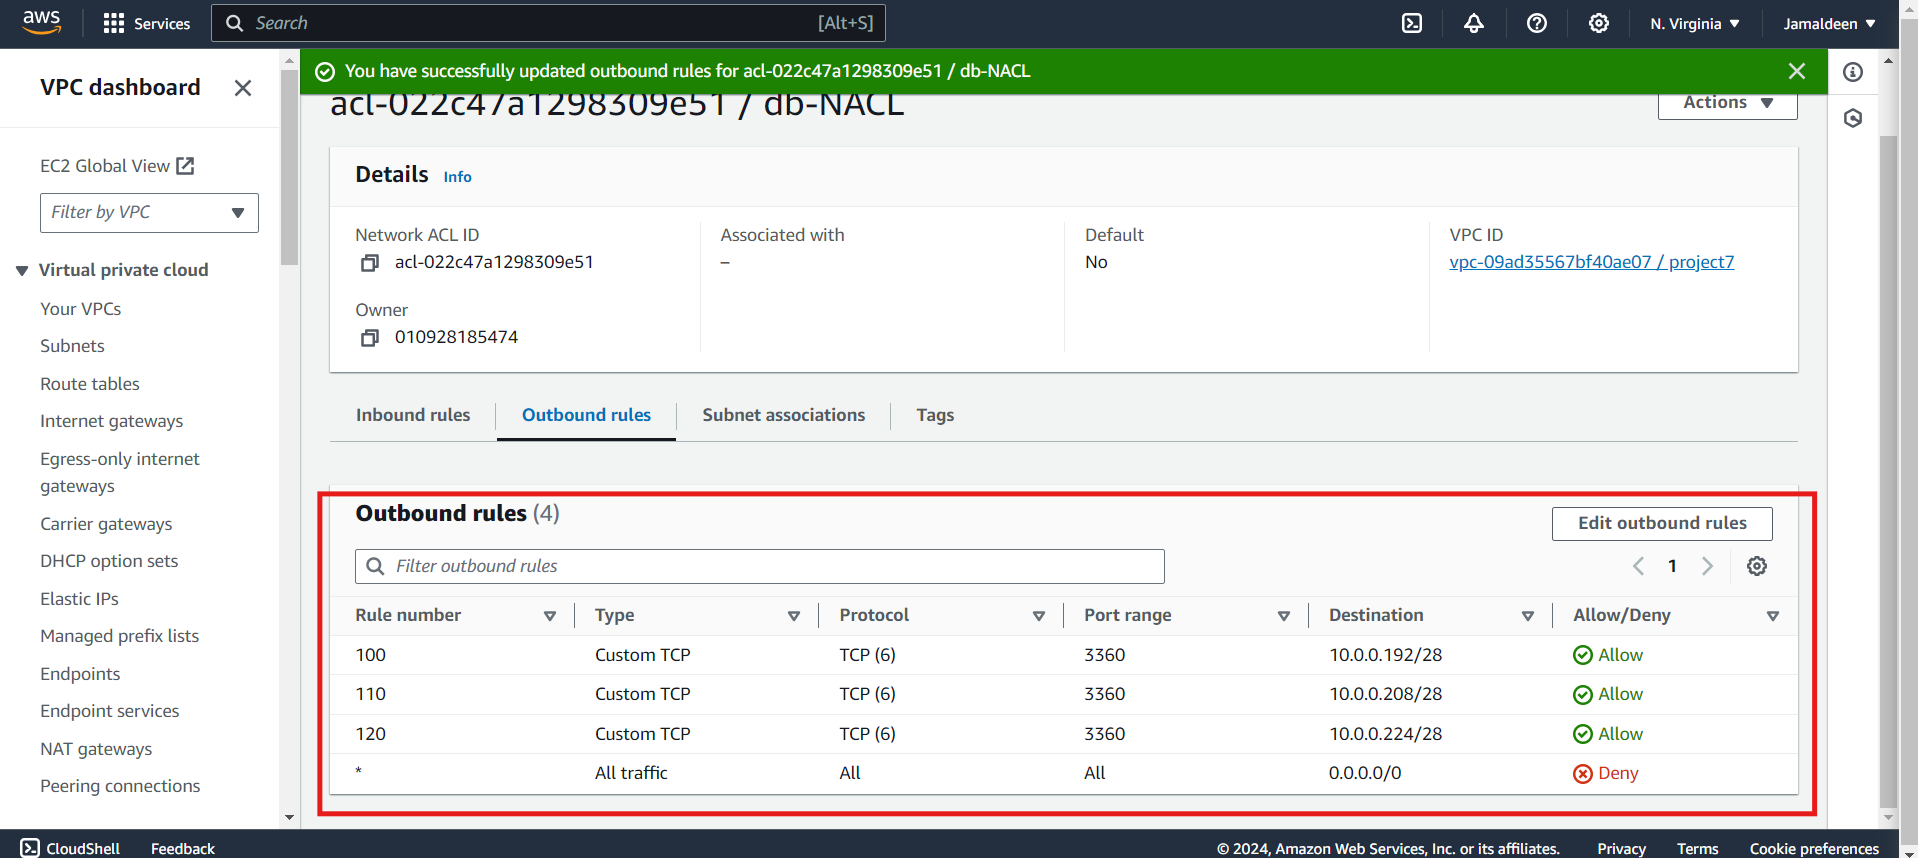 aws Services Search [Alt+S] N. Virginia Jamaldeen
VPC dashboard
EC2 Global View
Filter by VPC
Virtual private cloud
Your VPCs
Subnets
Route tables
Internet gateways
Egress-only internet
gateways
Carrier gateways
DHCP option sets
Elastic IPs
Managed prefix lists
Endpoints
Endpoint services
NAT gateways
Peering connections
You have successfully updated outbound rules for acl-022c47a1298309e51 / db-NACL
acl-022c47a1298309e51 / db-NACL
Actions
Details Info
Network ACL ID
acl-022c47a1298309e51
Associated with
–
Default
No
VPC ID
vpc-09ad35567bf40ae07 / project7
Owner
010928185474
Inbound rules Outbound rules Subnet associations Tags
Outbound rules (4)
Edit outbound rules
Filter outbound rules
1
Rule number Type Protocol Port range Destination Allow/Deny
100 Custom TCP TCP (6) 3360 10.0.0.192/28 Allow
110 Custom TCP TCP (6) 3360 10.0.0.208/28 Allow
120 Custom TCP TCP (6) 3360 10.0.0.224/28 Allow
* All traffic All All 0.0.0.0/0 Deny
CloudShell Feedback © 2024, Amazon Web Services, Inc. or its affiliates. Privacy Terms Cookie preferences